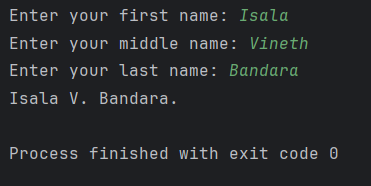 Enter your first name: Isala
Enter your middle name: Vineth
Enter your last name: Bandara
Isala V. Bandara.
Process finished with exit code 0